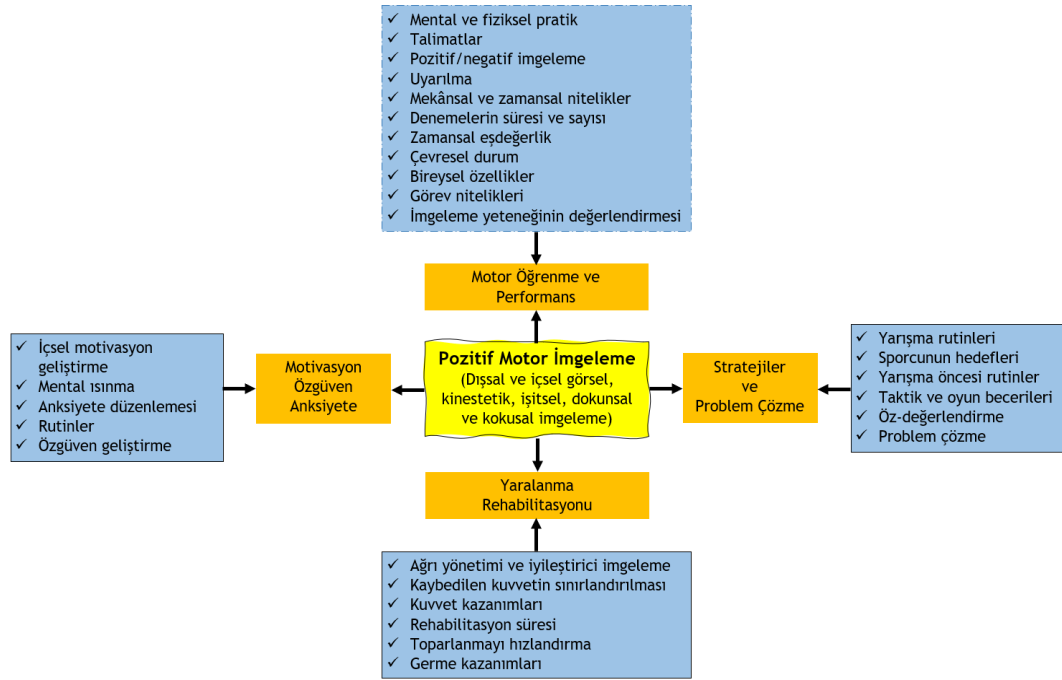 ✓ Mental ve fiziksel pratik
✓ Talimatlar
✓ Pozitif/negatif imgeleme
✓ Uyarılma
✓ Mekânsal ve zamansal nitelikler
✓ Denemelerin süresi ve sayısı
✓ Zamansal eşdeğerlik
✓ Çevresel durum
✓ Bireysel özellikler
✓ Görev nitelikleri
✓ İmgeleme yeteneğinin değerlendirmesi
Motor Öğrenme ve
Performans
✓ İçsel motivasyon
geliştirme
✓ Mental ısınma
✓ Anksiyete düzenlemesi
✓ Rutinler
✓ Özgüven geliştirme
Motivasyon
Özgüven
Anksiyete
Pozitif Motor İmgeleme
(Dışsal ve içsel görsel,
kinestetik, işitsel, dokunsal
ve kokusal imgeleme)
Stratejiler
ve
Problem Çözme
✓ Yarışma rutinleri
✓ Sporcunun hedefleri
✓ Yarışma öncesi rutinler
✓ Taktik ve oyun becerileri
✓ Öz-değerlendirme
✓ Problem çözme
Yaralanma
Rehabilitasyonu
✓ Ağrı yönetimi ve iyileştirici imgeleme
✓ Kaybedilen kuvvetin sınırlandırılması
✓ Kuvvet kazanımları
✓ Rehabilitasyon süresi
✓ Toparlanmayı hızlandırma
✓ Germe kazanımları